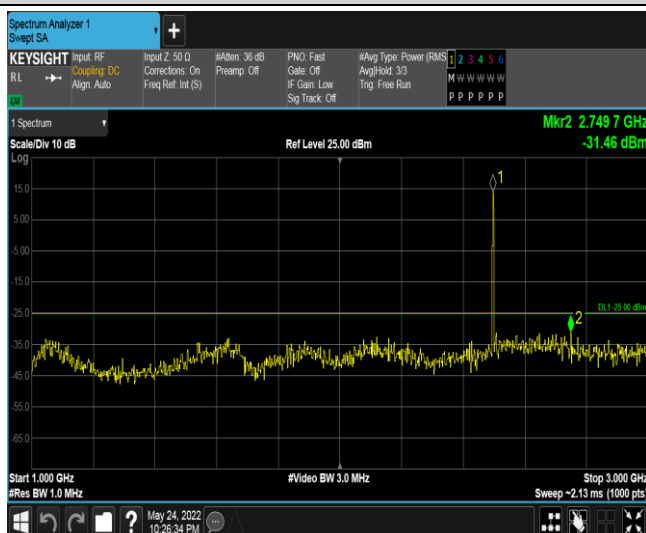 Spectrum Analyzer 1
Swept SA
+
KEYSIGHT
RL
Input: RF
Coupling: DC
Align: Auto
Input Z: 50 Ω
Corrections: On
Freq Ref: Int (S)
#Atten: 36 dB
Preamp: Off
PNO: Fast
Gate: Off
IF Gain: Low
Sig Track: Off
#Avg Type: Power (RMS
Avg|Hold: 3/3
Trig: Free Run
1 2 3 4 5 6
M W W W W W
P P P P P P
1 Spectrum
Scale/Div 10 dB
Ref Level 25.00 dBm
Mkr2 2.749 7 GHz
-31.46 dBm
Log
15.0
5.00
-5.00
-15.0
-25.0
-35.0
-45.0
-55.0
-65.0
1
2
DL1 -25.00 dBm
Start 1.000 GHz
#Res BW 1.0 MHz
#Video BW 3.0 MHz
Stop 3.000 GHz
Sweep ~2.13 ms (1000 pts)
?
May 24, 2022
10:26:34 PM